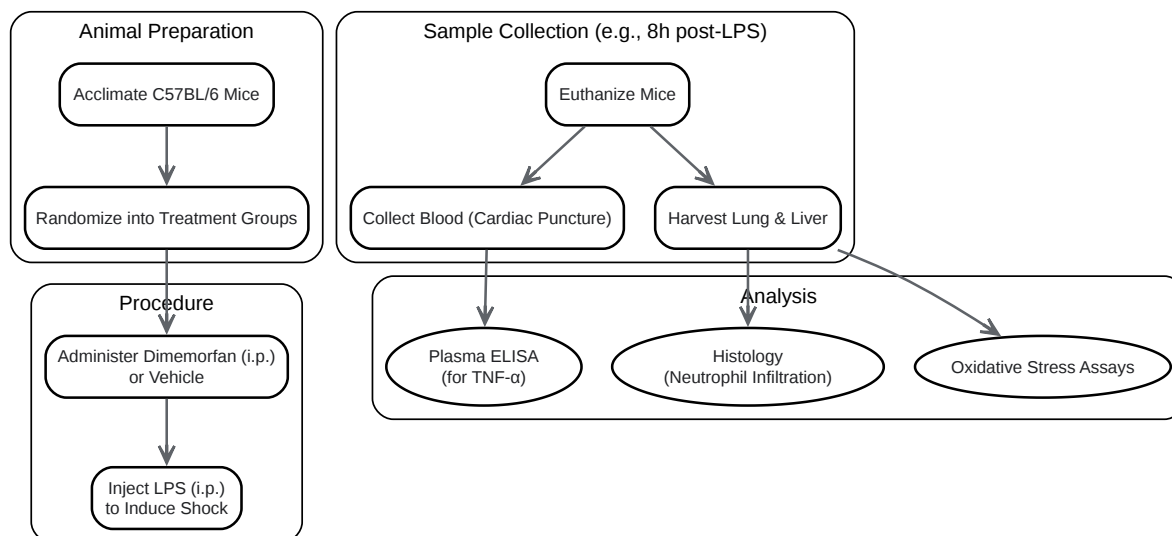 Animal Preparation
Acclimate C57BL/6 Mice
Randomize into Treatment Groups
Procedure
Administer Dimemorfan (i.p.)
or Vehicle
Inject LPS (i.p.)
to Induce Shock
Sample Collection (e.g., 8h post-LPS)
Euthanize Mice
Collect Blood (Cardiac Puncture)
Harvest Lung & Liver
Analysis
Plasma ELISA
(for TNF-α)
Histology
(Neutrophil Infiltration)
Oxidative Stress Assays